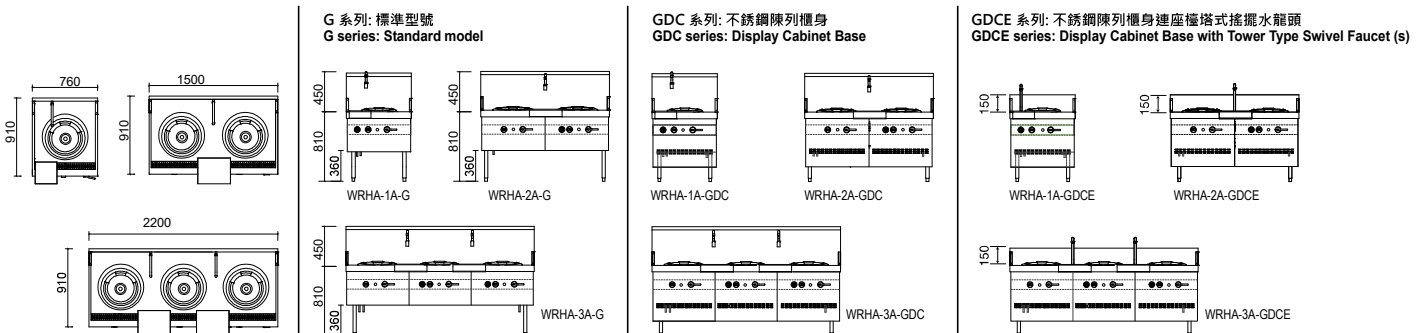 G 系列: 標準型號
G series: Standard model
GDC 系列: 不銹鋼陳列櫃身
GDC series: Display Cabinet Base
GDCE 系列: 不銹鋼陳列櫃身連座檯塔式搖擺水龍頭
GDCE series: Display Cabinet Base with Tower Type Swivel Faucet (s)
760
910
1500
910
2200
910
450
810
360
WRHA-1A-G
450
810
360
WRHA-2A-G
450
810
360
WRHA-3A-G
WRHA-1A-GDC
WRHA-2A-GDC
WRHA-3A-GDC
150
WRHA-1A-GDCE
150
WRHA-2A-GDCE
150
WRHA-3A-GDCE